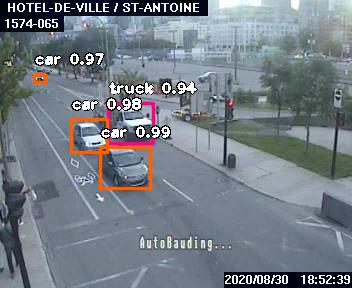 HOTEL-DE-VILLE / ST-ANTOINE
1574-065
car 0.97
truck 0.94
car 0.98
car 0.99
AutoBauding...
2020/08/30 18:52:39